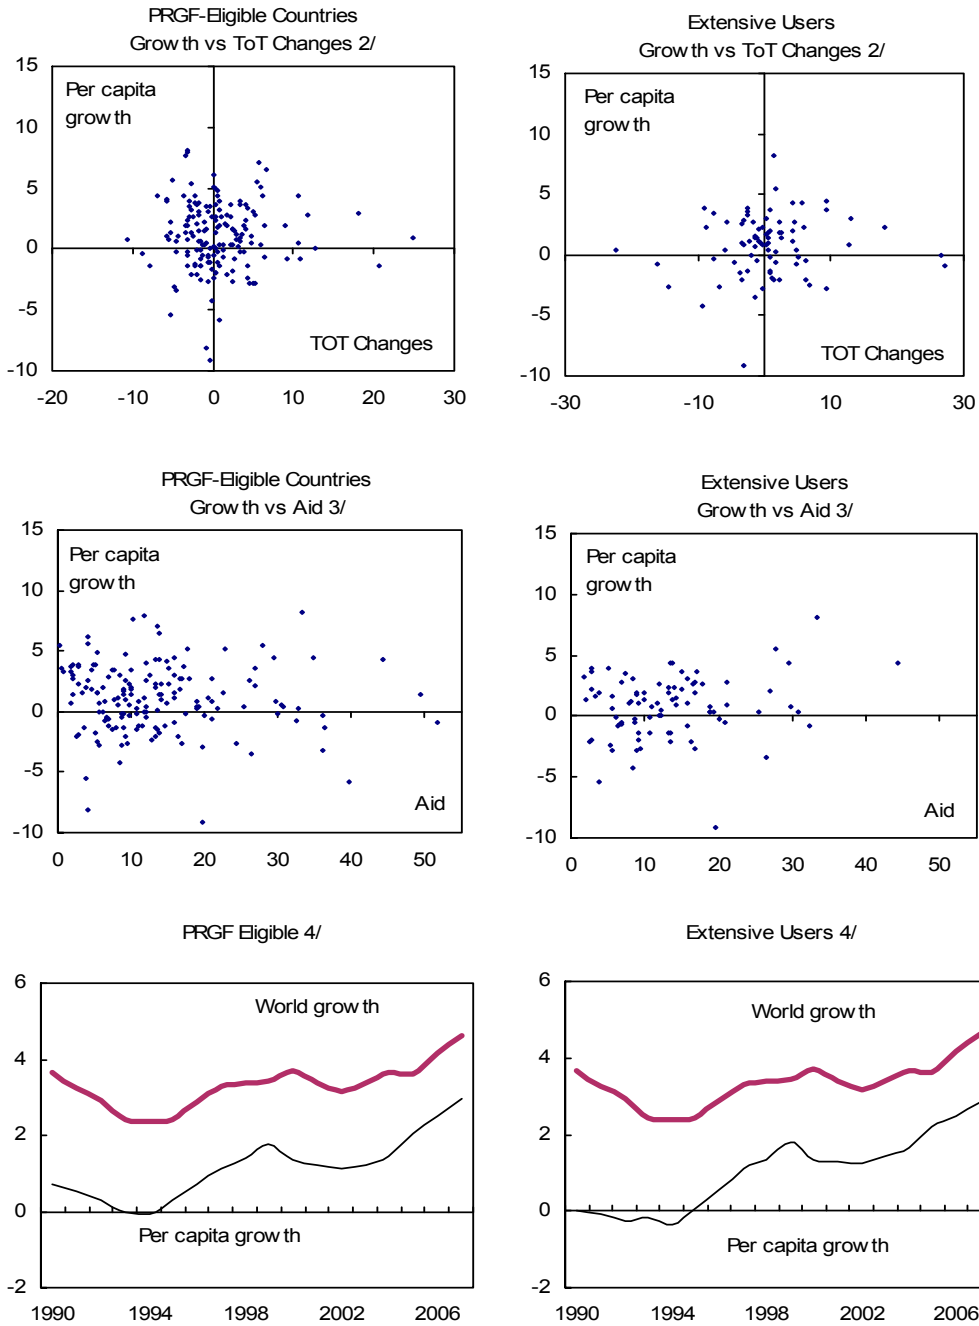 PRGF-Eligible Countries
Growth vs ToT Changes 2/
15
Per capita
growth
10
5
0
-5
TOT Changes
-10
-20
-10
0
10
20
30
Extensive Users
Growth vs ToT Changes 2/
15
Per capita
growth
10
5
0
-5
TOT Changes
-10
-30
-10
10
30
PRGF-Eligible Countries
Growth vs Aid 3/
15
Per capita
growth
10
5
0
-5
Aid
-10
0
10
20
30
40
50
Extensive Users
Growth vs Aid 3/
15
Per capita
growth
10
5
0
-5
Aid
-10
0
10
20
30
40
50
PRGF Eligible 4/
6
World growth
4
2
0
Per capita growth
-2
1990
1994
1998
2002
2006
Extensive Users 4/
6
World growth
4
2
0
Per capita growth
-2
1990
1994
1998
2002
2006